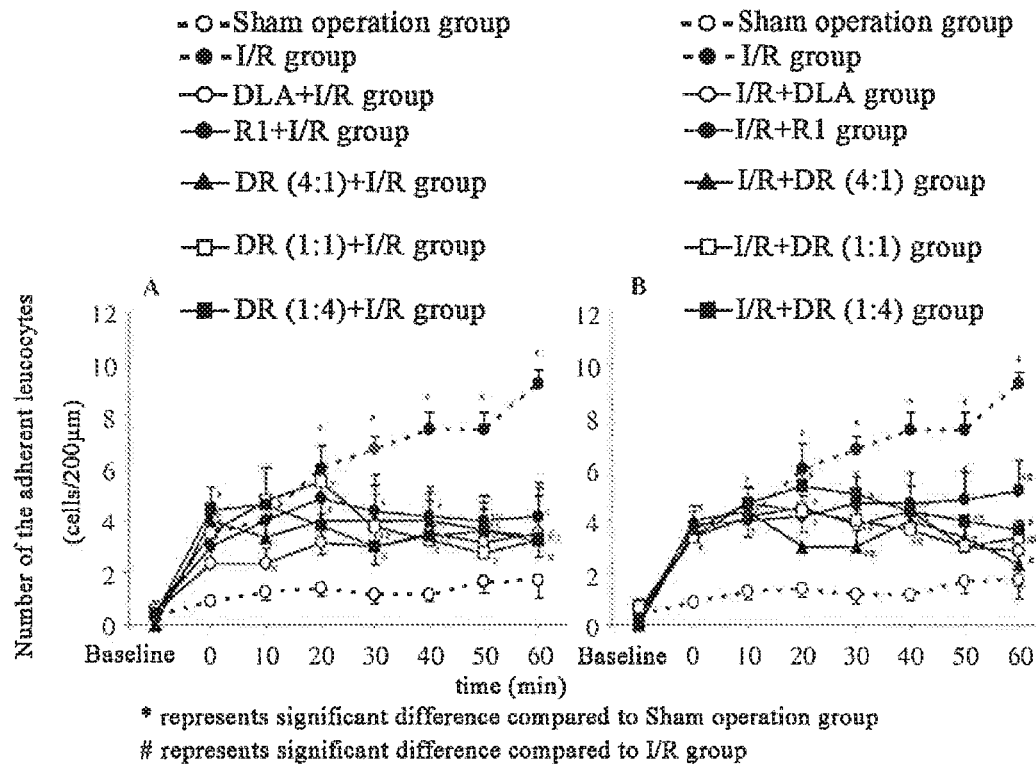 Sham operation group
I/R group
DLA+I/R group
R1+I/R group
DR (4:1)+I/R group
DR (1:1)+I/R group
DR (1:4)+I/R group
Sham operation group
I/R group
I/R+DLA group
I/R+R1 group
I/R+DR (4:1) group
I/R+DR (1:1) group
I/R+DR (1:4) group
Number of the adherent leucocytes
(cells/200μm)
A
12
10
8
6
4
2
0
Baseline 0 10 20 30 40 50 60
B
12
10
8
6
4
2
0
Baseline 0 10 20 30 40 50 60
time (min)
* represents significant difference compared to Sham operation group
# represents significant difference compared to I/R group